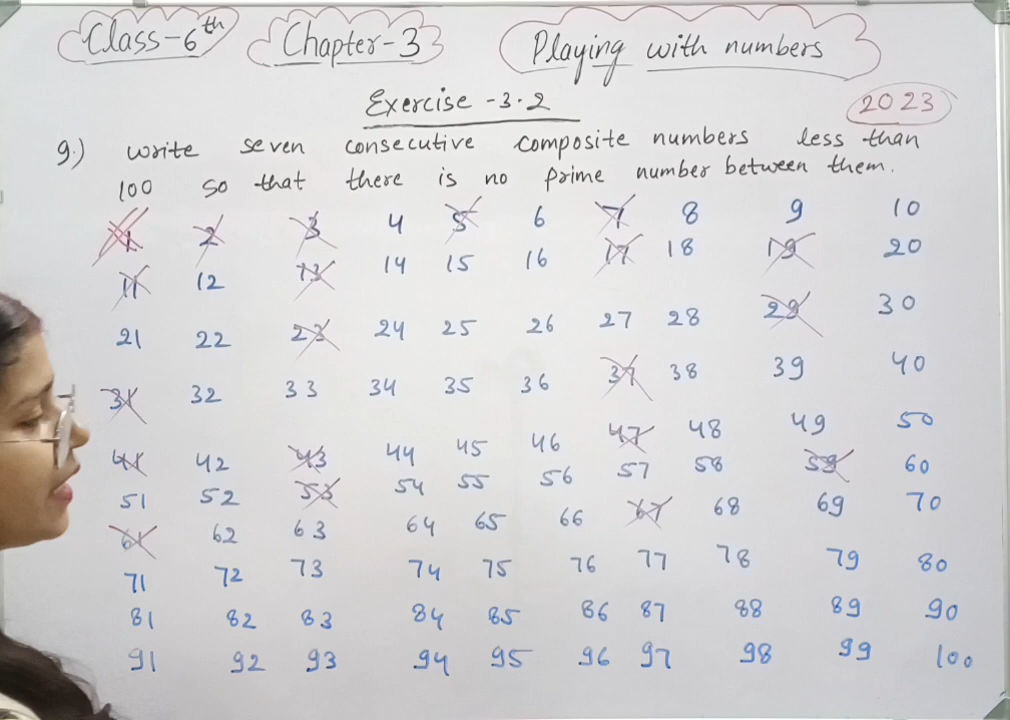 Class-6th Chapter-3 Playing with numbers
Exercise -3.2 2023
9.) write seven consecutive composite numbers less than
100 so that there is no prime number between them.
1 2 3 4 5 6 7 8 9 10
11 12 13 14 15 16 17 18 19 20
21 22 23 24 25 26 27 28 29 30
31 32 33 34 35 36 37 38 39 40
41 42 43 44 45 46 47 48 49 50
51 52 53 54 55 56 57 58 59 60
61 62 63 64 65 66 67 68 69 70
71 72 73 74 75 76 77 78 79 80
81 82 83 84 85 86 87 88 89 90
91 92 93 94 95 96 97 98 99 100